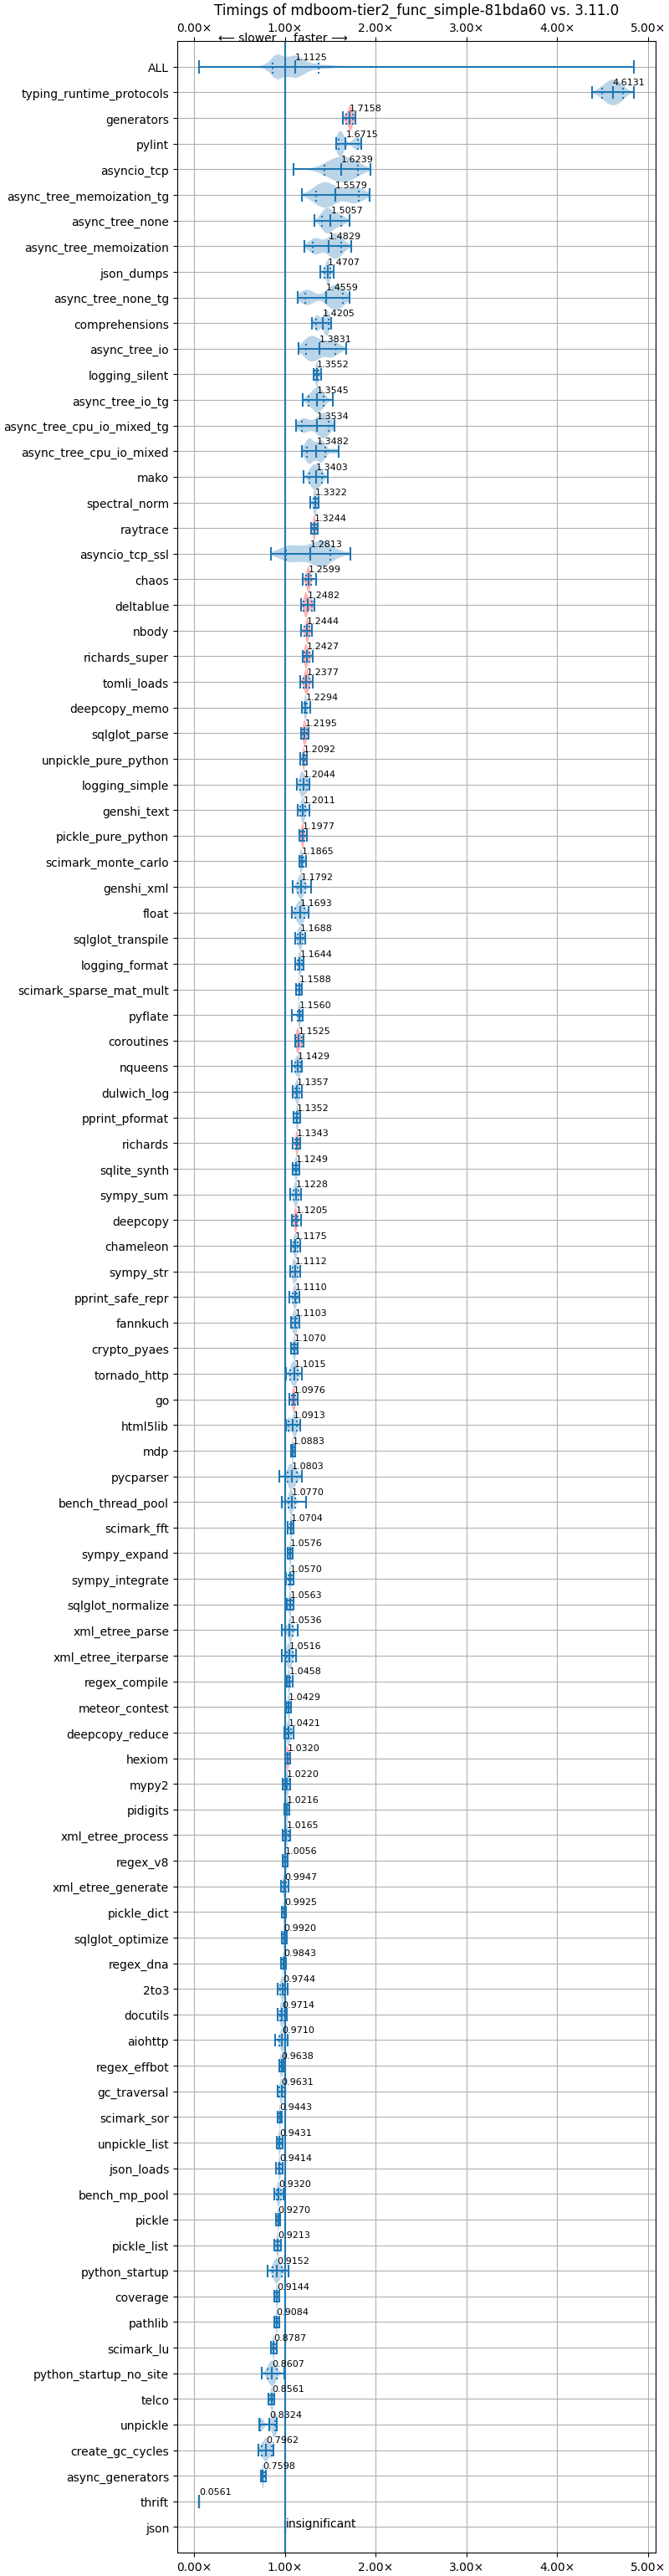 Timings of mdboom-tier2_func_simple-81bda60 vs. 3.11.0
0.00× 1.00× 2.00× 3.00× 4.00× 5.00×
⟵ slower faster ⟶
ALL 1.1125
typing_runtime_protocols 4.6131
generators 1.7158
pylint 1.6715
asyncio_tcp 1.6239
async_tree_memoization_tg 1.5579
async_tree_none 1.5057
async_tree_memoization 1.4829
json_dumps 1.4707
async_tree_none_tg 1.4559
comprehensions 1.4205
async_tree_io 1.3831
logging_silent 1.3552
async_tree_io_tg 1.3545
async_tree_cpu_io_mixed_tg 1.3534
async_tree_cpu_io_mixed 1.3482
mako 1.3403
spectral_norm 1.3322
raytrace 1.3244
asyncio_tcp_ssl 1.2813
chaos 1.2599
deltablue 1.2482
nbody 1.2444
richards_super 1.2427
tomli_loads 1.2377
deepcopy_memo 1.2294
sqlglot_parse 1.2195
unpickle_pure_python 1.2092
logging_simple 1.2044
genshi_text 1.2011
pickle_pure_python 1.1977
scimark_monte_carlo 1.1865
genshi_xml 1.1792
float 1.1693
sqlglot_transpile 1.1688
logging_format 1.1644
scimark_sparse_mat_mult 1.1588
pyflate 1.1560
coroutines 1.1525
nqueens 1.1429
dulwich_log 1.1357
pprint_pformat 1.1352
richards 1.1343
sqlite_synth 1.1249
sympy_sum 1.1228
deepcopy 1.1205
chameleon 1.1175
sympy_str 1.1112
pprint_safe_repr 1.1110
fannkuch 1.1103
crypto_pyaes 1.1070
tornado_http 1.1015
go 1.0976
html5lib 1.0913
mdp 1.0883
pycparser 1.0803
bench_thread_pool 1.0770
scimark_fft 1.0704
sympy_expand 1.0576
sympy_integrate 1.0570
sqlglot_normalize 1.0563
xml_etree_parse 1.0536
xml_etree_iterparse 1.0516
regex_compile 1.0458
meteor_contest 1.0429
deepcopy_reduce 1.0421
hexiom 1.0320
mypy2 1.0220
pidigits 1.0216
xml_etree_process 1.0165
regex_v8 1.0056
xml_etree_generate 0.9947
pickle_dict 0.9925
sqlglot_optimize 0.9920
regex_dna 0.9843
2to3 0.9744
docutils 0.9714
aiohttp 0.9710
regex_effbot 0.9638
gc_traversal 0.9631
scimark_sor 0.9443
unpickle_list 0.9431
json_loads 0.9414
bench_mp_pool 0.9320
pickle 0.9270
pickle_list 0.9213
python_startup 0.9152
coverage 0.9144
pathlib 0.9084
scimark_lu 0.8787
python_startup_no_site 0.8607
telco 0.8561
unpickle 0.8324
create_gc_cycles 0.7962
async_generators 0.7598
thrift 0.0561
json insignificant
0.00× 1.00× 2.00× 3.00× 4.00× 5.00×